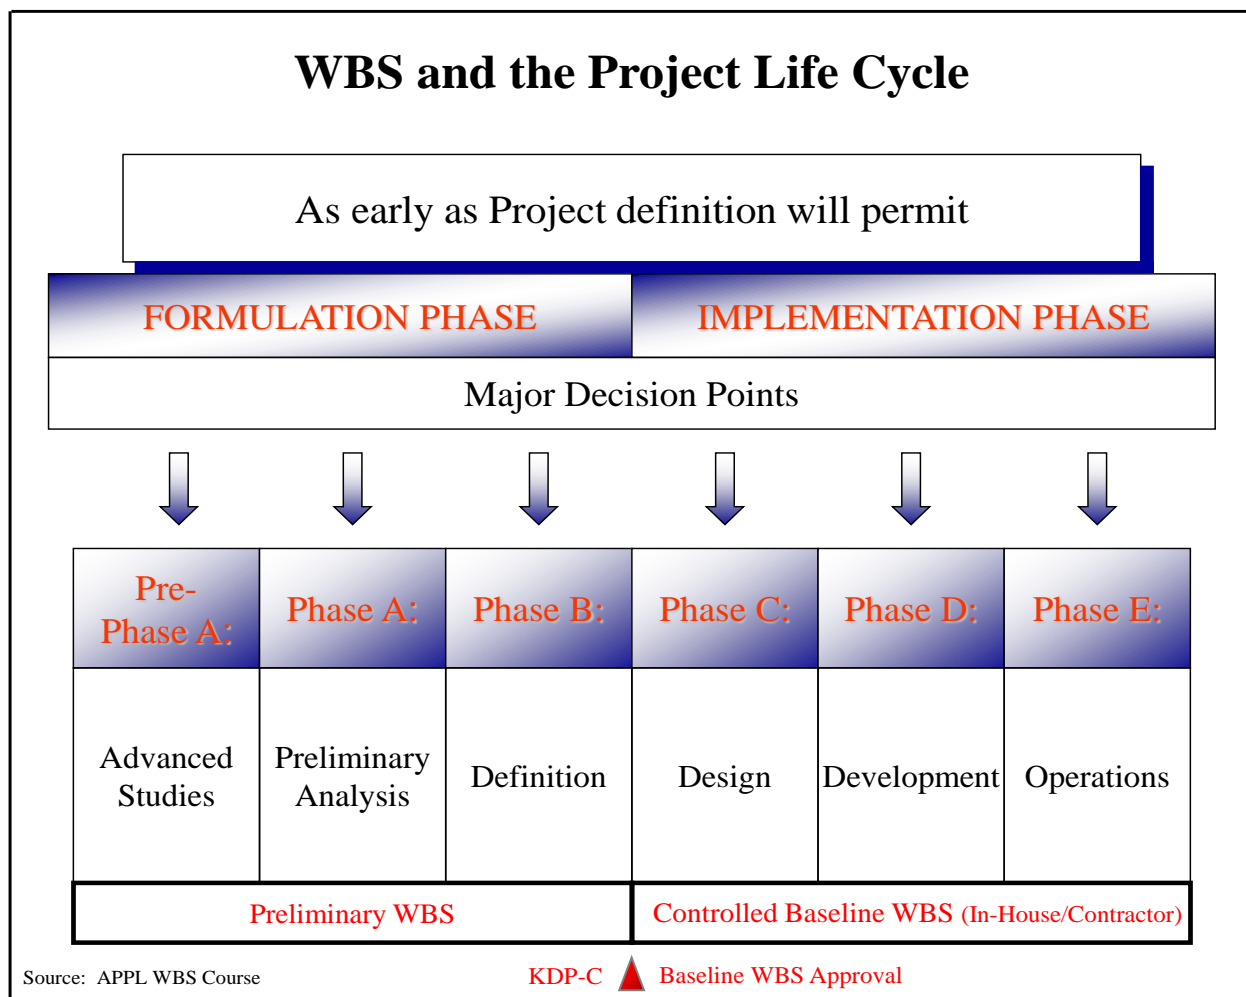 WBS and the Project Life Cycle
As early as Project definition will permit
FORMULATION PHASE
IMPLEMENTATION PHASE
Major Decision Points
Pre-
Phase A:
Phase A:
Phase B:
Phase C:
Phase D:
Phase E:
Advanced
Studies
Preliminary
Analysis
Definition
Design
Development
Operations
Preliminary WBS
Controlled Baseline WBS (In-House/Contractor)
Source: APPL WBS Course
KDP-C
Baseline WBS Approval